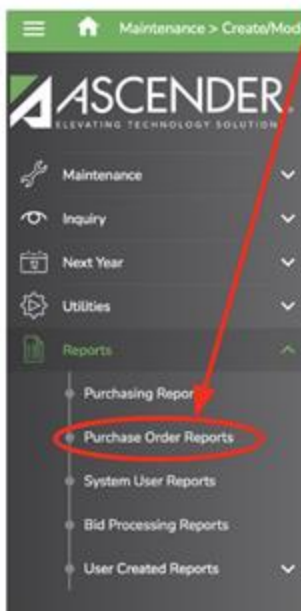 Maintenance > Create/Mod
ASCENDER
ELEVATING TECHNOLOGY SOLUTION
Maintenance
Inquiry
Next Year
12
Utilities
Reports
Purchasing Repor
Purchase Order Reports
System User Reports
Bid Processing Reports
User Created Reports